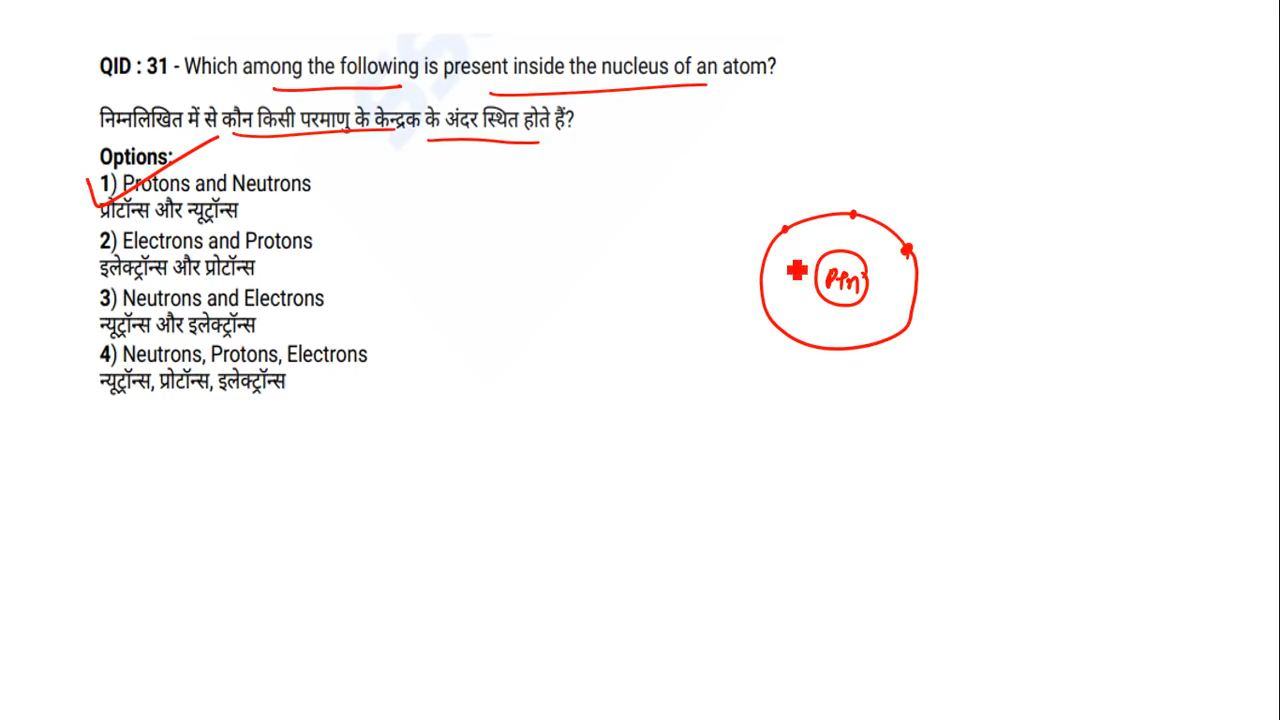 QID : 31 - Which among the following is present inside the nucleus of an atom?
निम्नलिखित में से कौन किसी परमाणु के केन्द्रक के अंदर स्थित होते हैं?
Options:
1) Protons and Neutrons
प्रोटॉन्स और न्यूट्रॉन्स
2) Electrons and Protons
इलेक्ट्रॉन्स और प्रोटॉन्स
3) Neutrons and Electrons
न्यूट्रॉन्स और इलेक्ट्रॉन्स
4) Neutrons, Protons, Electrons
न्यूट्रॉन्स, प्रोटॉन्स, इलेक्ट्रॉन्स
P+n